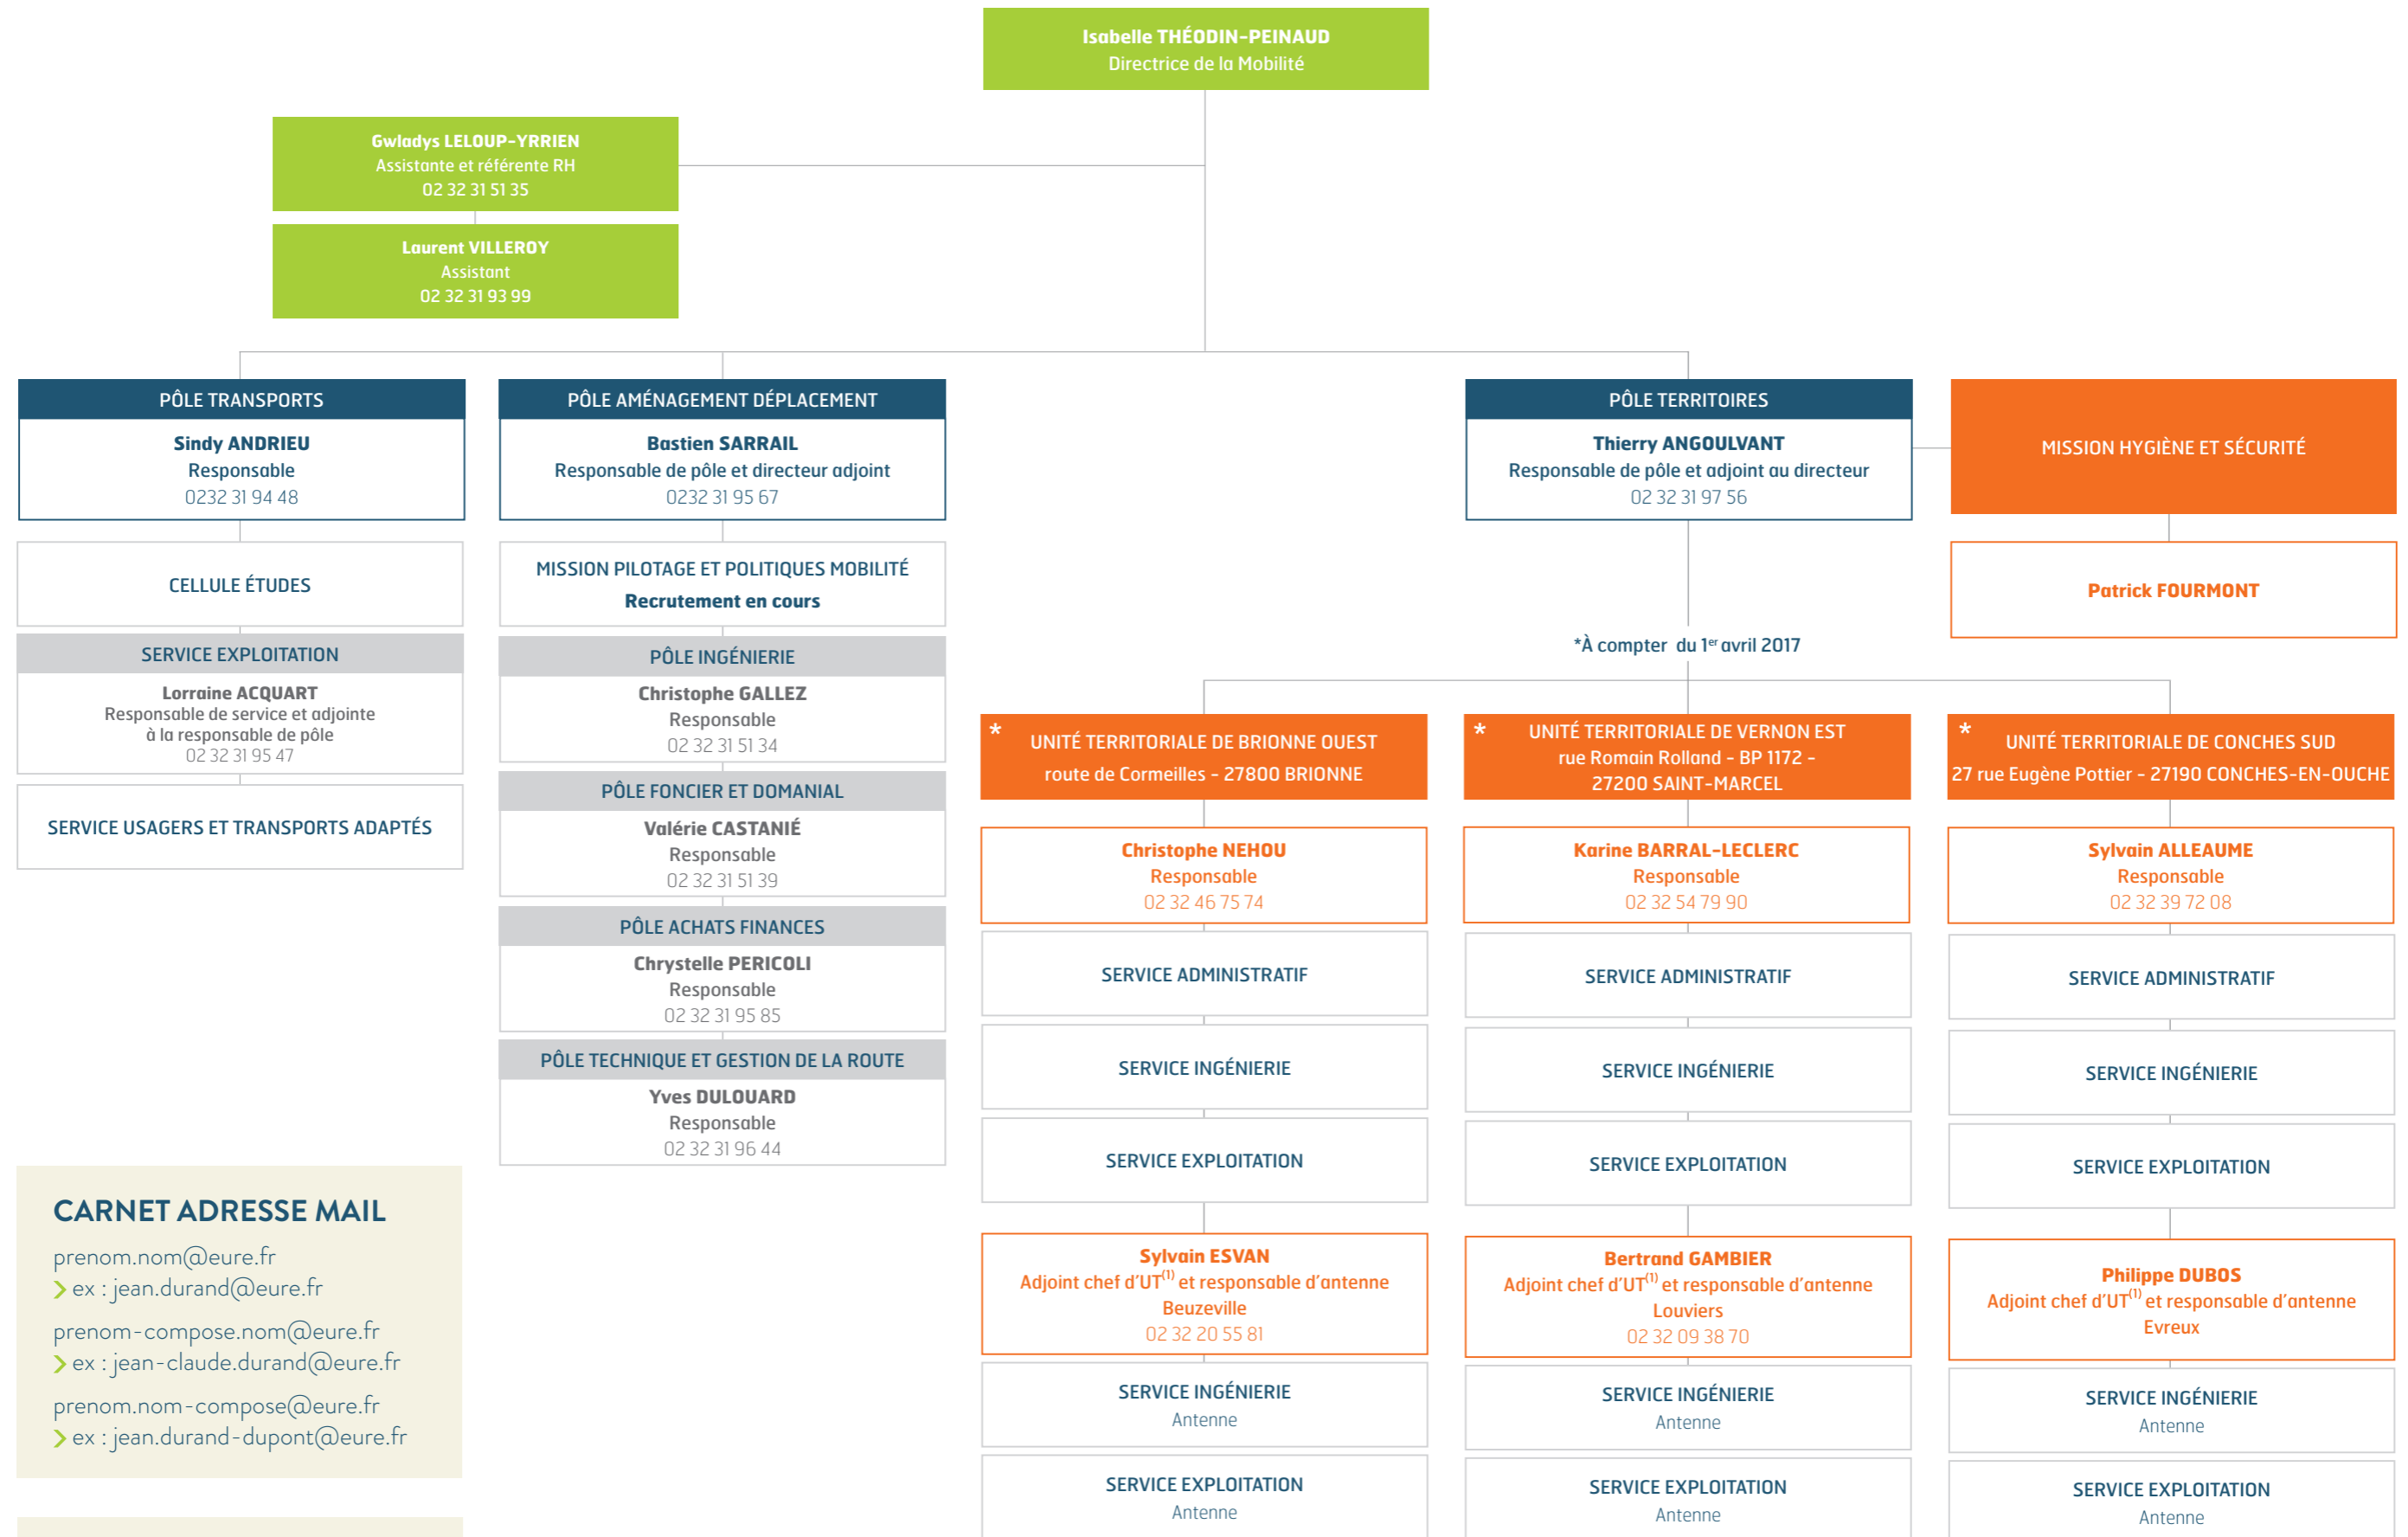 Isabelle THÉODIN-PEINAUD
Directrice de la Mobilité
Gwladys LELOUP-YRRIEN
Assistante et référente RH
02 32 31 51 35
Laurent VILLEROY
Assistant
02 32 31 93 99
PÔLE TRANSPORTS
Sindy ANDRIEU
Responsable
0232 31 94 48
CELLULE ÉTUDES
SERVICE EXPLOITATION
Lorraine ACQUART
Responsable de service et adjointe
à la responsable de pôle
02 32 31 95 47
SERVICE USAGERS ET TRANSPORTS ADAPTÉS
PÔLE AMÉNAGEMENT DÉPLACEMENT
Bastien SARRAIL
Responsable de pôle et directeur adjoint
0232 31 95 67
MISSION PILOTAGE ET POLITIQUES MOBILITÉ
Recrutement en cours
PÔLE INGÉNIERIE
Christophe GALLEZ
Responsable
02 32 31 51 34
PÔLE FONCIER ET DOMANIAL
Valérie CASTANIÉ
Responsable
02 32 31 51 39
PÔLE ACHATS FINANCES
Chrystelle PERICOLI
Responsable
02 32 31 95 85
PÔLE TECHNIQUE ET GESTION DE LA ROUTE
Yves DULOUARD
Responsable
02 32 31 96 44
PÔLE TERRITOIRES
Thierry ANGOULVANT
Responsable de pôle et adjoint au directeur
02 32 31 97 56
MISSION HYGIÈNE ET SÉCURITÉ
Patrick FOURMONT
*À compter du 1er avril 2017
* UNITÉ TERRITORIALE DE BRIONNE OUEST
route de Cormeilles - 27800 BRIONNE
Christophe NEHOU
Responsable
02 32 46 75 74
SERVICE ADMINISTRATIF
SERVICE INGÉNIERIE
SERVICE EXPLOITATION
Sylvain ESVAN
Adjoint chef d'UT(1) et responsable d'antenne
Beuzeville
02 32 20 55 81
SERVICE INGÉNIERIE
Antenne
SERVICE EXPLOITATION
Antenne
* UNITÉ TERRITORIALE DE VERNON EST
rue Romain Rolland - BP 1172 -
27200 SAINT-MARCEL
Karine BARRAL-LECLERC
Responsable
02 32 54 79 90
SERVICE ADMINISTRATIF
SERVICE INGÉNIERIE
SERVICE EXPLOITATION
Bertrand GAMBIER
Adjoint chef d'UT(1) et responsable d'antenne
Louviers
02 32 09 38 70
SERVICE INGÉNIERIE
Antenne
SERVICE EXPLOITATION
Antenne
* UNITÉ TERRITORIALE DE CONCHES SUD
27 rue Eugène Pottier - 27190 CONCHES-EN-OUCHE
Sylvain ALLEAUME
Responsable
02 32 39 72 08
SERVICE ADMINISTRATIF
SERVICE INGÉNIERIE
SERVICE EXPLOITATION
Philippe DUBOS
Adjoint chef d'UT(1) et responsable d'antenne
Evreux
SERVICE INGÉNIERIE
Antenne
SERVICE EXPLOITATION
Antenne
CARNET ADRESSE MAIL
prenom.nom@eure.fr
> ex : jean.durand@eure.fr
prenom-compose.nom@eure.fr
> ex : jean-claude.durand@eure.fr
prenom.nom-compose@eure.fr
> ex : jean.durand-dupont@eure.fr